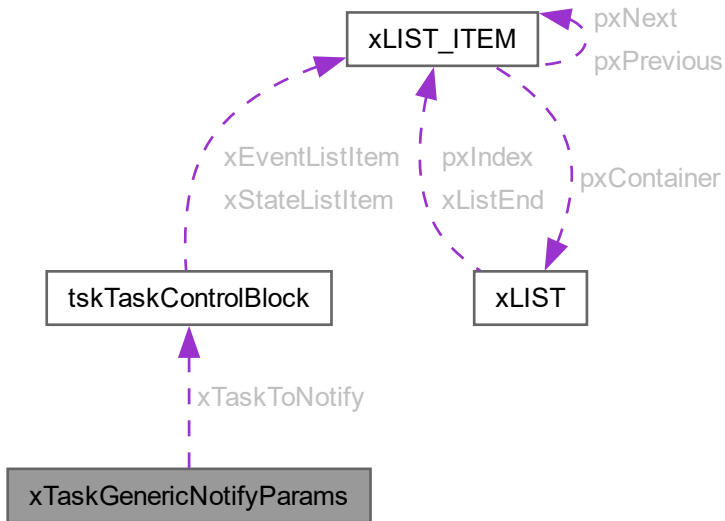 pxNext
xLIST_ITEM
pxPrevious
xEventListItem
pxIndex
pxContainer
xStateListItem
xListEnd
tskTaskControlBlock
xLIST
xTaskToNotify
xTaskGenericNotifyParams